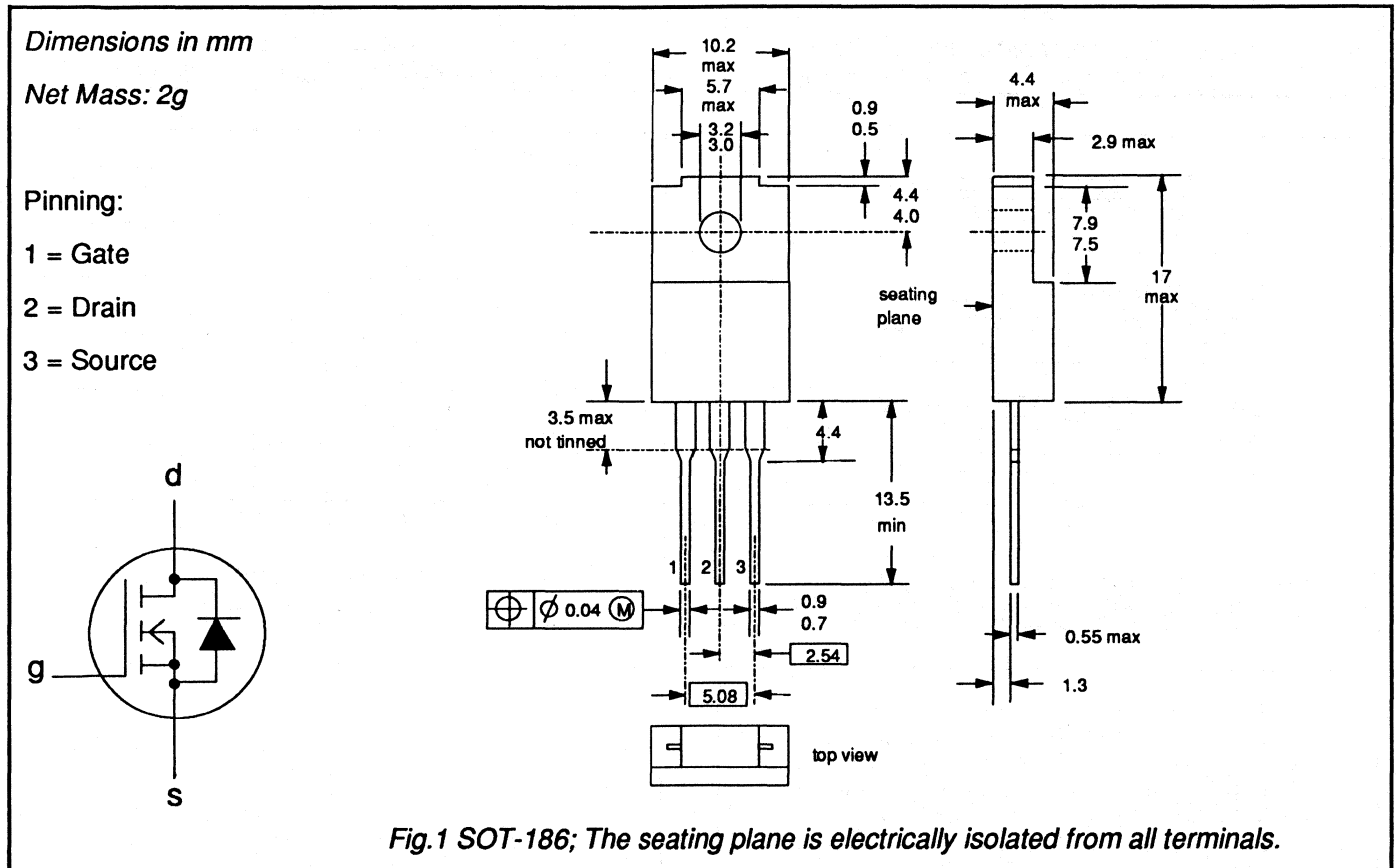 Dimensions in mm
Net Mass: 2g
Pinning:
1 = Gate
2 = Drain
3 = Source
d
g
s
10.2
max
5.7
max
3.2
3.0
0.9
0.5
4.4
4.0
seating
plane
3.5 max
not tinned
4.4
13.5
min
1 2 3
⌖ Ø 0.04 Ⓜ
0.9
0.7
2.54
5.08
top view
4.4
max
2.9 max
7.9
7.5
17
max
0.55 max
1.3
Fig.1 SOT-186; The seating plane is electrically isolated from all terminals.